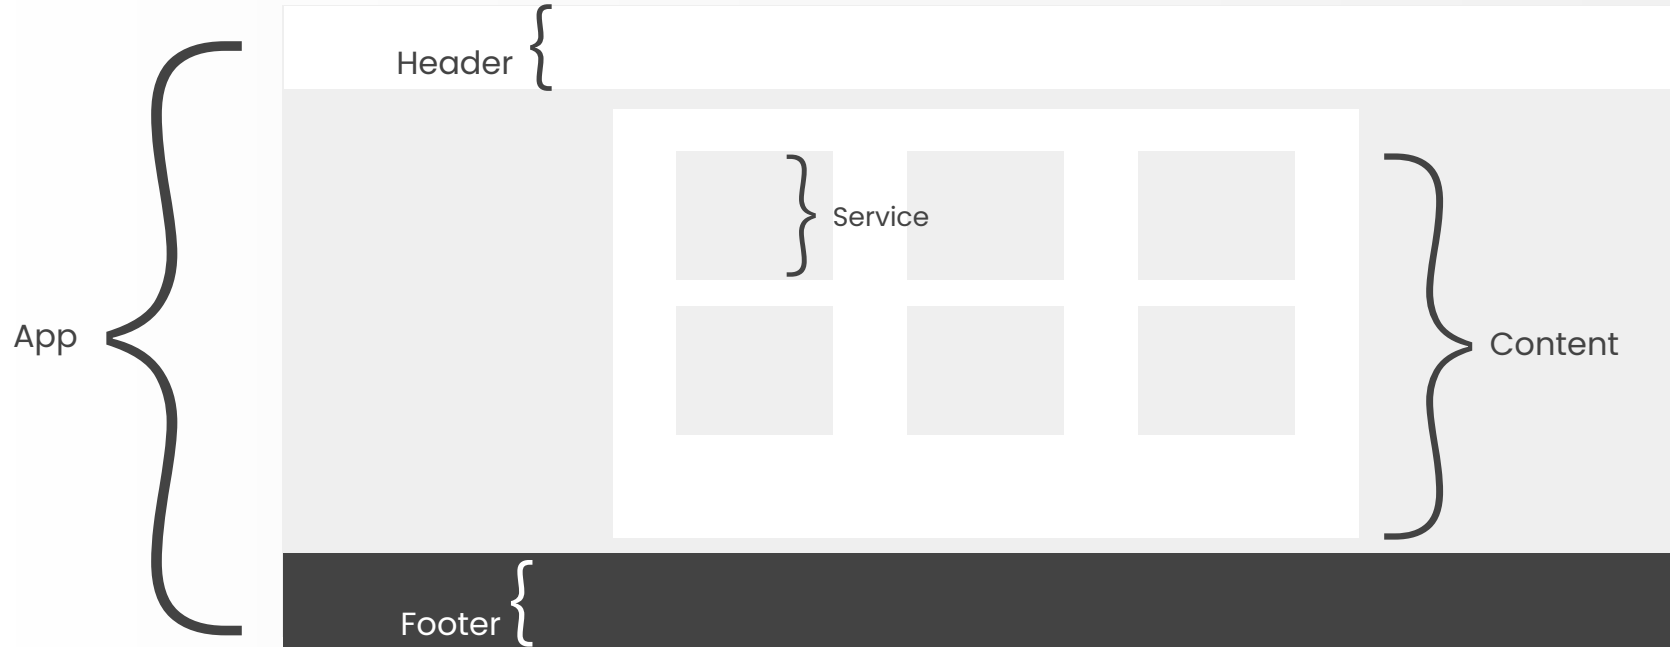 Header
Service
App
Content
Footer